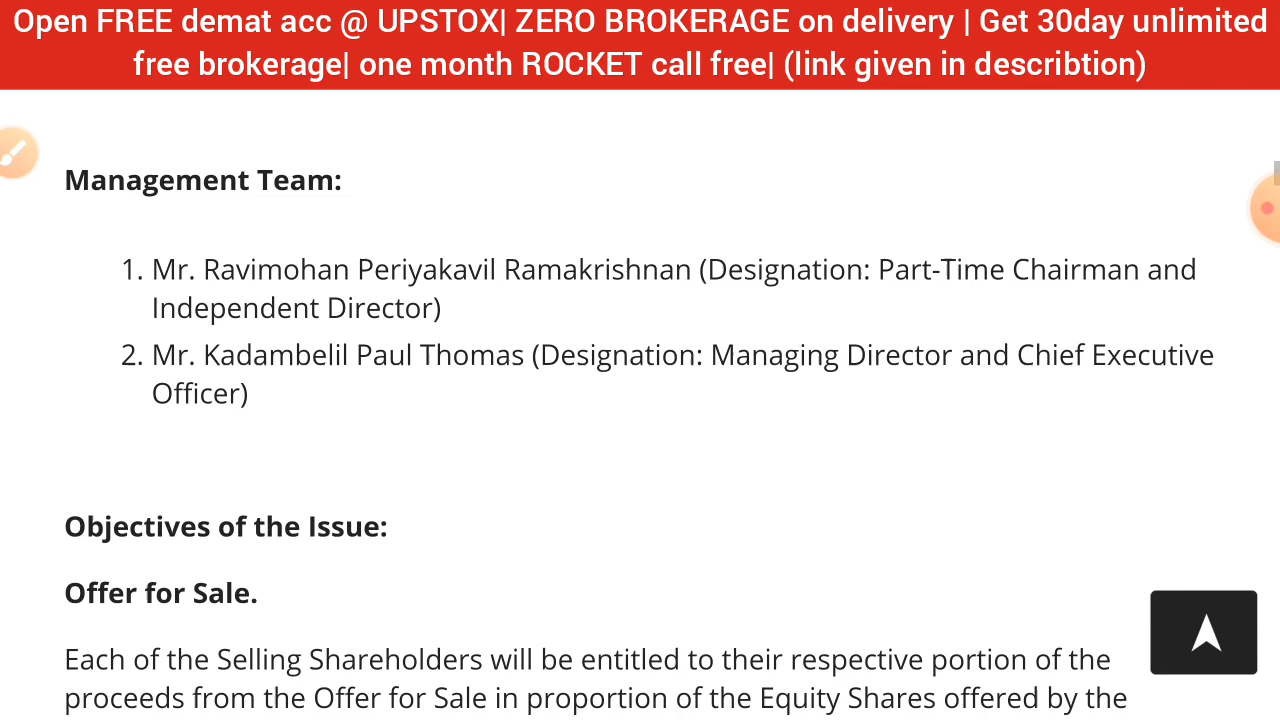 Open FREE demat acc @ UPSTOX| ZERO BROKERAGE on delivery | Get 30day unlimited
free brokerage| one month ROCKET call free| (link given in describtion)
Management Team:
1. Mr. Ravimohan Periyakavil Ramakrishnan (Designation: Part-Time Chairman and
Independent Director)
2. Mr. Kadambelil Paul Thomas (Designation: Managing Director and Chief Executive
Officer)
Objectives of the Issue:
Offer for Sale.
Each of the Selling Shareholders will be entitled to their respective portion of the
proceeds from the Offer for Sale in proportion of the Equity Shares offered by the